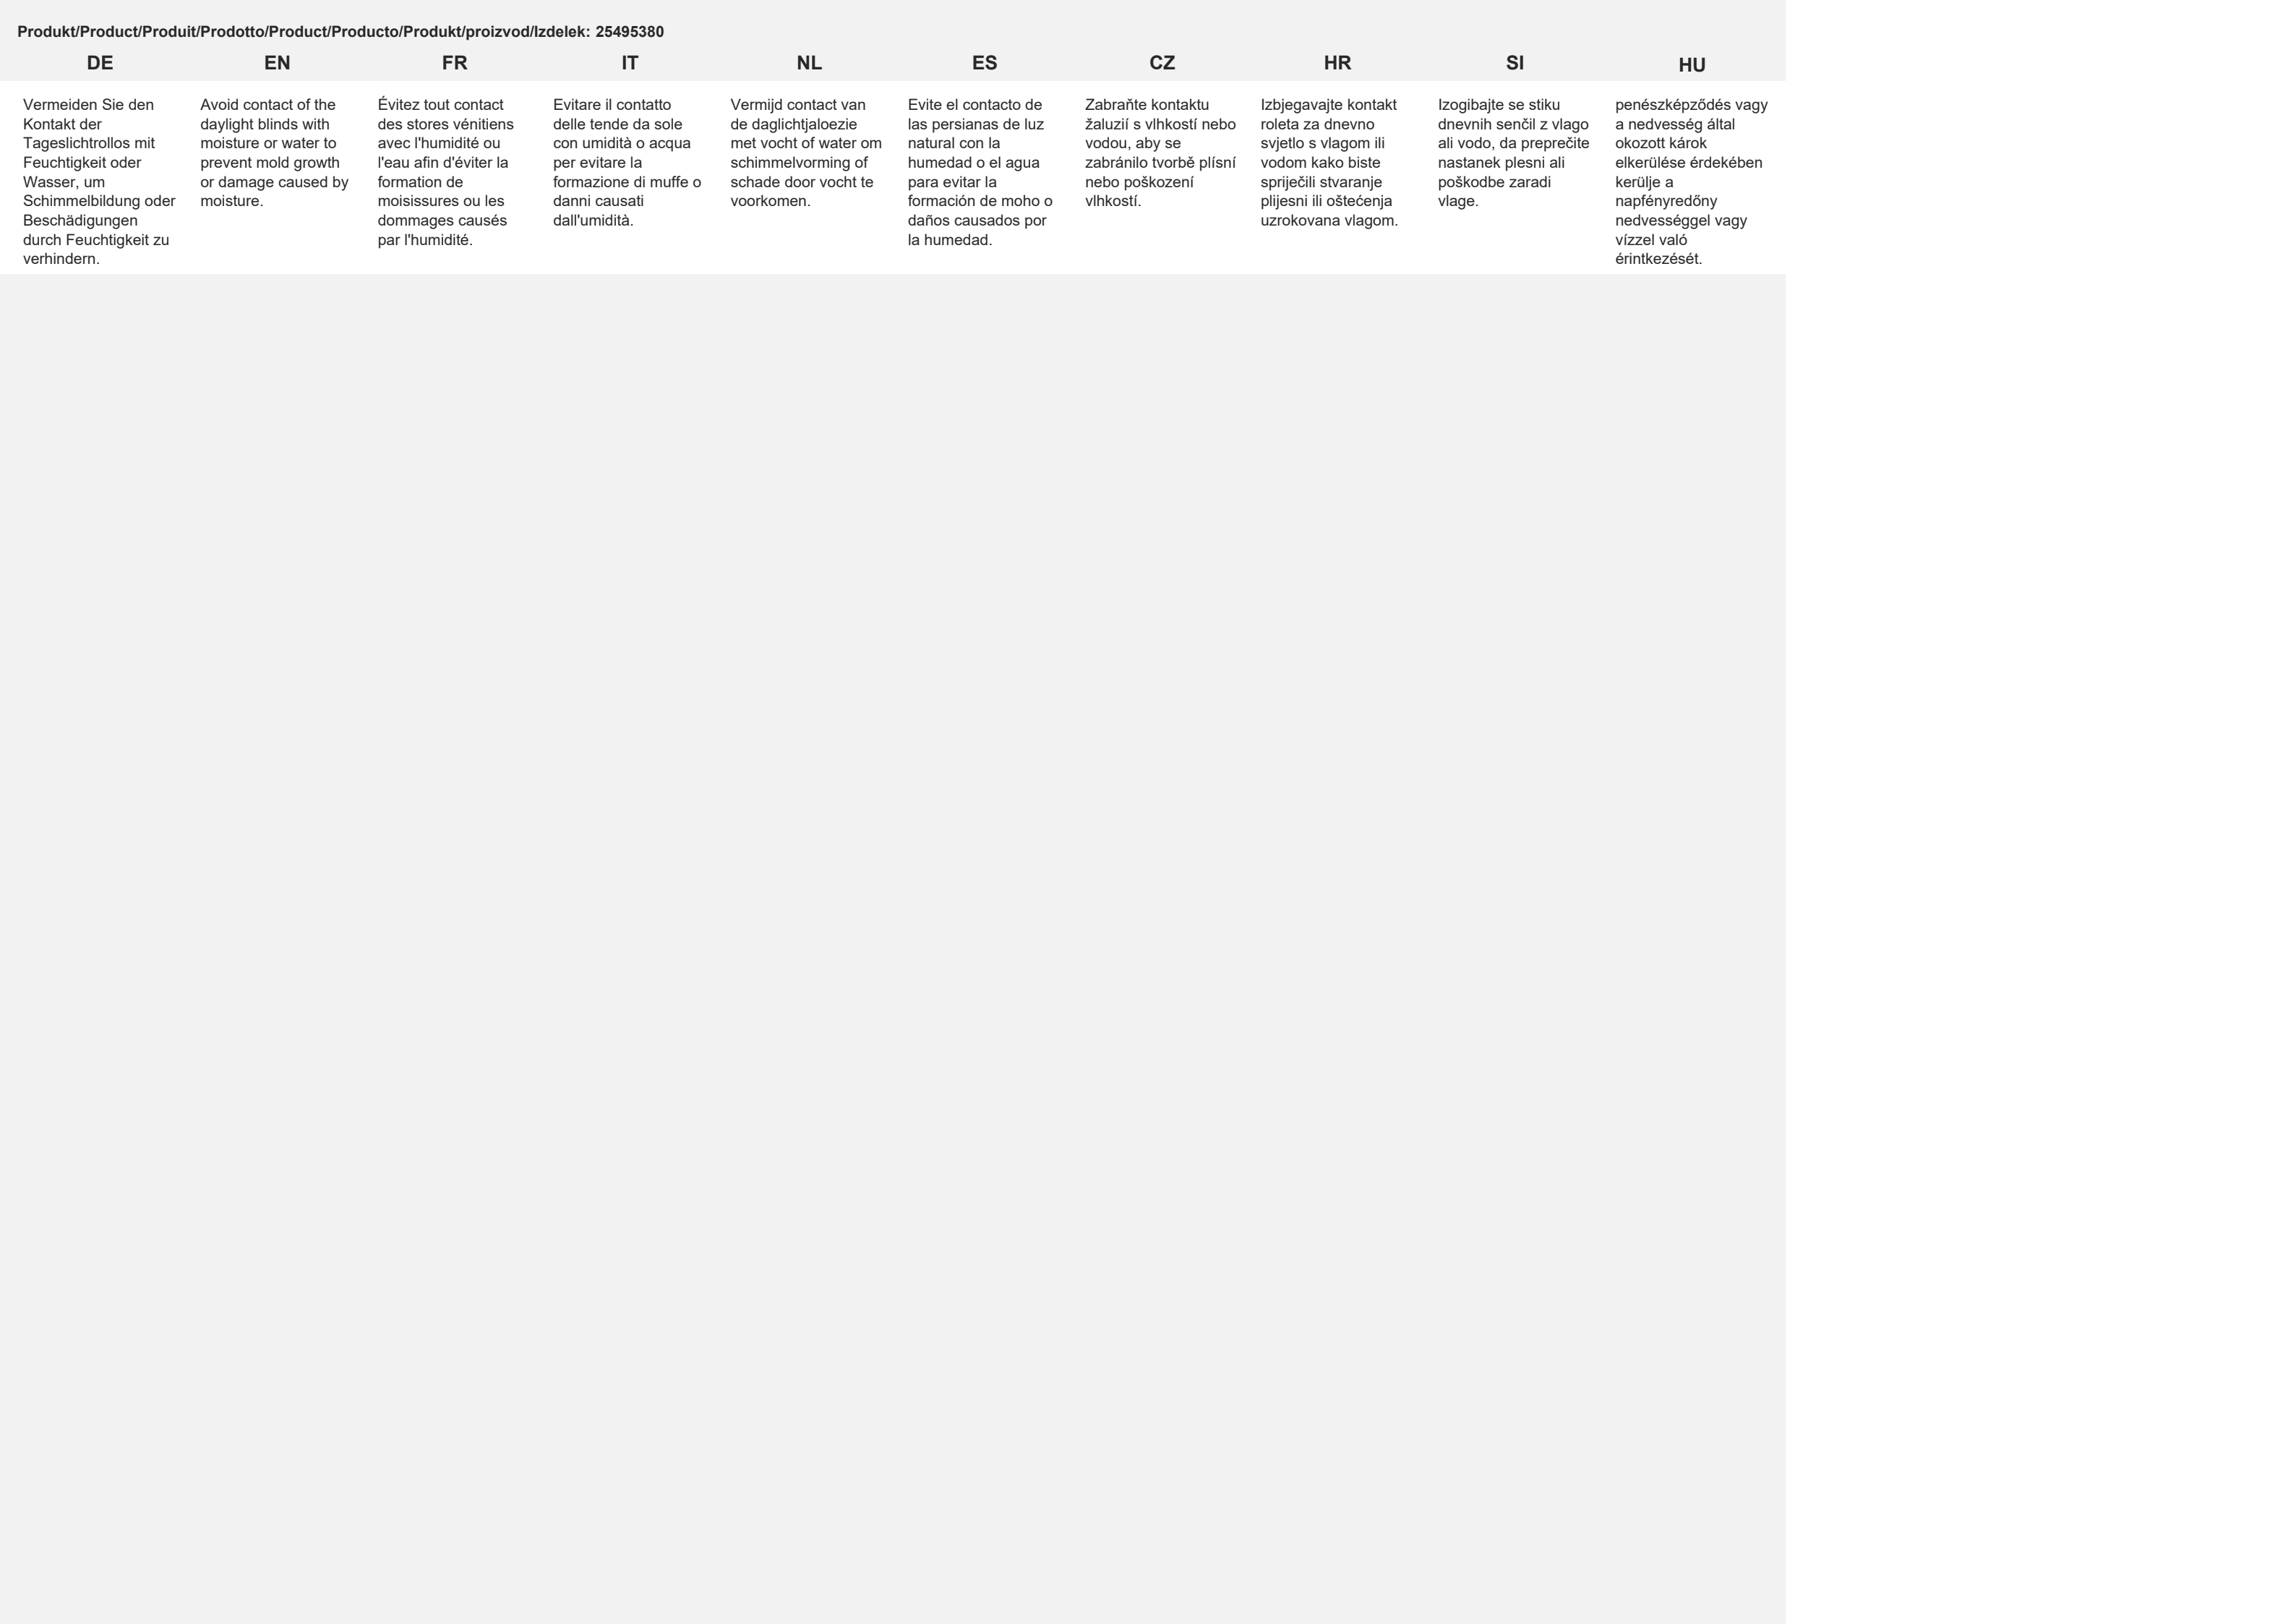 Produkt/Product/Produit/Prodotto/Product/Producto/Produkt/proizvod/Izdelek: 25495380
DE
Vermeiden Sie den
Kontakt der
Tageslichtrollos mit
Feuchtigkeit oder
Wasser, um
Schimmelbildung oder
Beschädigungen
durch Feuchtigkeit zu
verhindern.
EN
Avoid contact of the
daylight blinds with
moisture or water to
prevent mold growth
or damage caused by
moisture.
FR
Évitez tout contact
des stores vénitiens
avec l'humidité ou
l'eau afin d'éviter la
formation de
moisissures ou les
dommages causés
par l'humidité.
IT
Evitare il contatto
delle tende da sole
con umidità o acqua
per evitare la
formazione di muffe o
danni causati
dall'umidità.
NL
Vermijd contact van
de daglichtjaloezie
met vocht of water om
schimmelvorming of
schade door vocht te
voorkomen.
ES
Evite el contacto de
las persianas de luz
natural con la
humedad o el agua
para evitar la
formación de moho o
daños causados por
la humedad.
CZ
Zabraňte kontaktu
žaluzií s vlhkostí nebo
vodou, aby se
zabránilo tvorbě plísní
nebo poškození
vlhkostí.
HR
Izbjegavajte kontakt
roleta za dnevno
svjetlo s vlagom ili
vodom kako biste
spriječili stvaranje
plijesni ili oštećenja
uzrokovana vlagom.
SI
Izogibajte se stiku
dnevnih senčil z vlago
ali vodo, da preprečite
nastanek plesni ali
poškodbe zaradi
vlage.
HU
penészképződés vagy
a nedvesség által
okozott károk
elkerülése érdekében
kerülje a
napfényredőny
nedvességgel vagy
vízzel való
érintkezését.